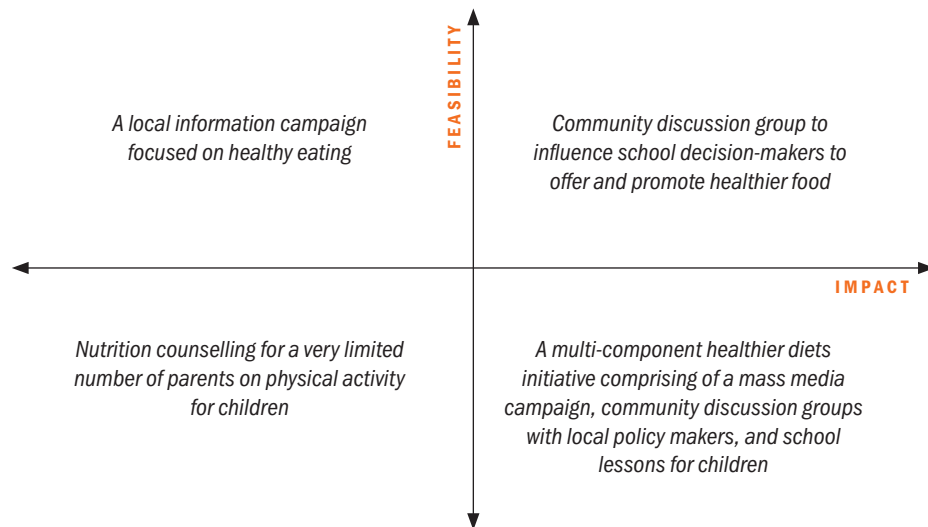 FEASIBILITY
A local information campaign
focused on healthy eating
Community discussion group to
influence school decision-makers to
offer and promote healthier food
IMPACT
Nutrition counselling for a very limited
number of parents on physical activity
for children
A multi-component healthier diets
initiative comprising of a mass media
campaign, community discussion groups
with local policy makers, and school
lessons for children